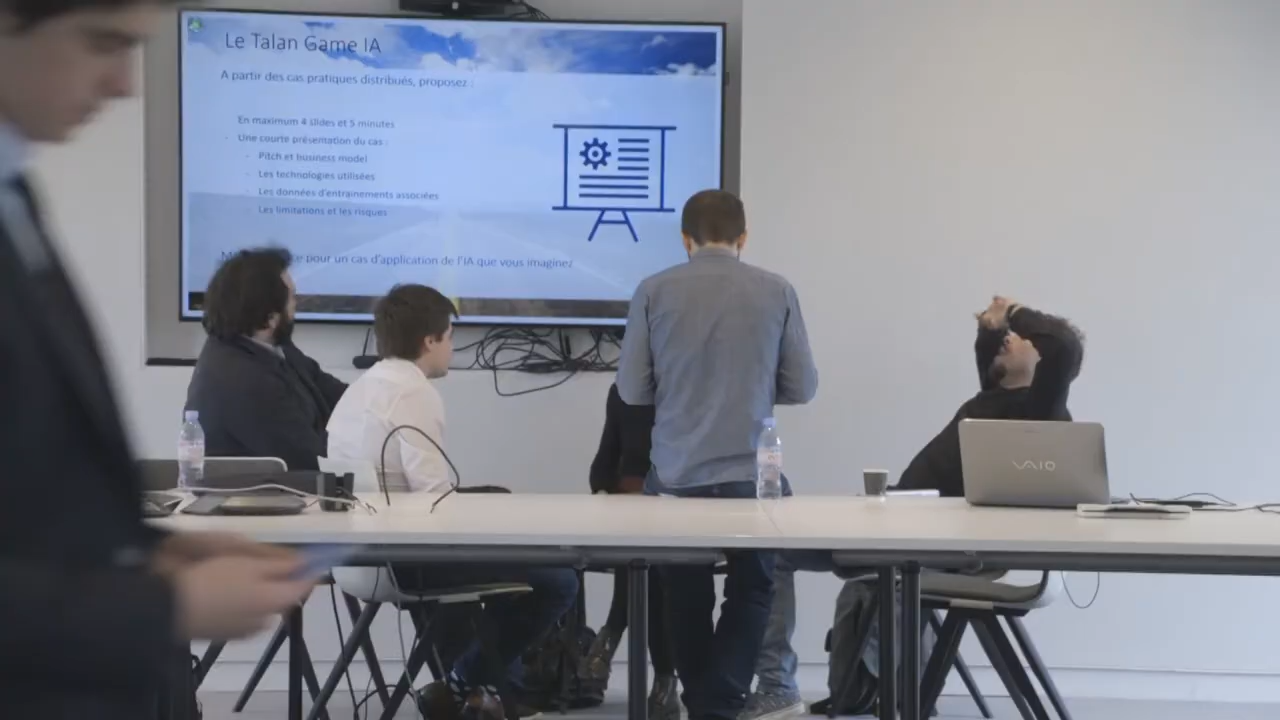 Le Talan Game IA
A partir des cas pratiques distribués, proposez :
En maximum 4 slides et 5 minutes
- Une courte présentation du cas :
- Pitch et business model
- Les technologies utilisées
- Les données d'entrainements associées
Les limitations et les risques
pour un cas d'application de l'IA que vous imaginez
VAIO